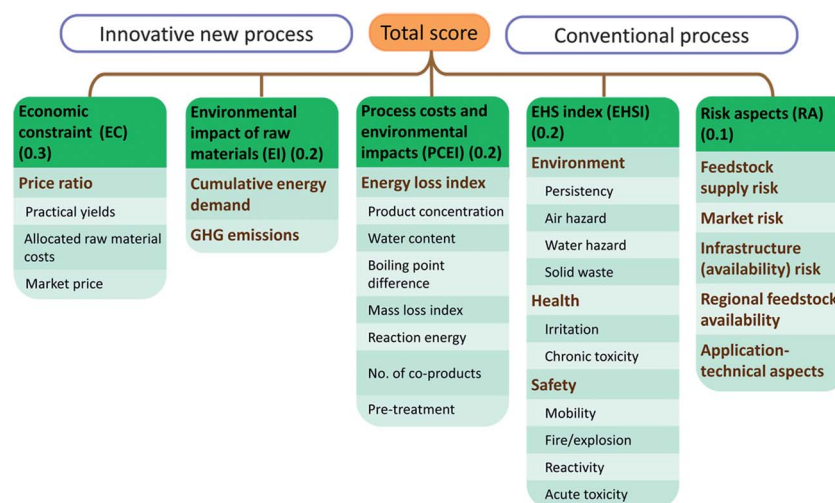 Innovative new process
Total score
Conventional process
Economic
constraint (EC)
(0.3)
Price ratio
Practical yields
Allocated raw material
costs
Market price
Environmental
impact of raw
materials (EI) (0.2)
Cumulative energy
demand
GHG emissions
Process costs and
environmental
impacts (PCEI) (0.2)
Energy loss index
Product concentration
Water content
Boiling point
difference
Mass loss index
Reaction energy
No. of co-products
Pre-treatment
EHS index (EHSI)
(0.2)
Environment
Persistency
Air hazard
Water hazard
Solid waste
Health
Irritation
Chronic toxicity
Safety
Mobility
Fire/explosion
Reactivity
Acute toxicity
Risk aspects (RA)
(0.1)
Feedstock
supply risk
Market risk
Infrastructure
(availability) risk
Regional feedstock
availability
Application-
technical aspects